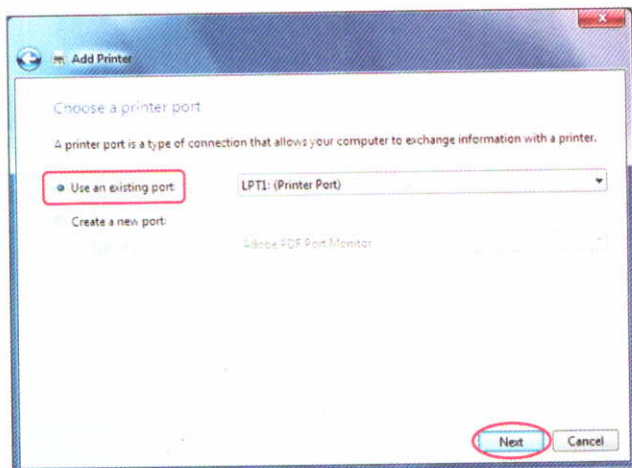 Add Printer
Choose a printer port
A printer port is a type of connection that allows your computer to exchange information with a printer.
Use an existing port
LPT1: (Printer Port)
Create a new port:
Adobe PDF Port Monitor
Next
Cancel